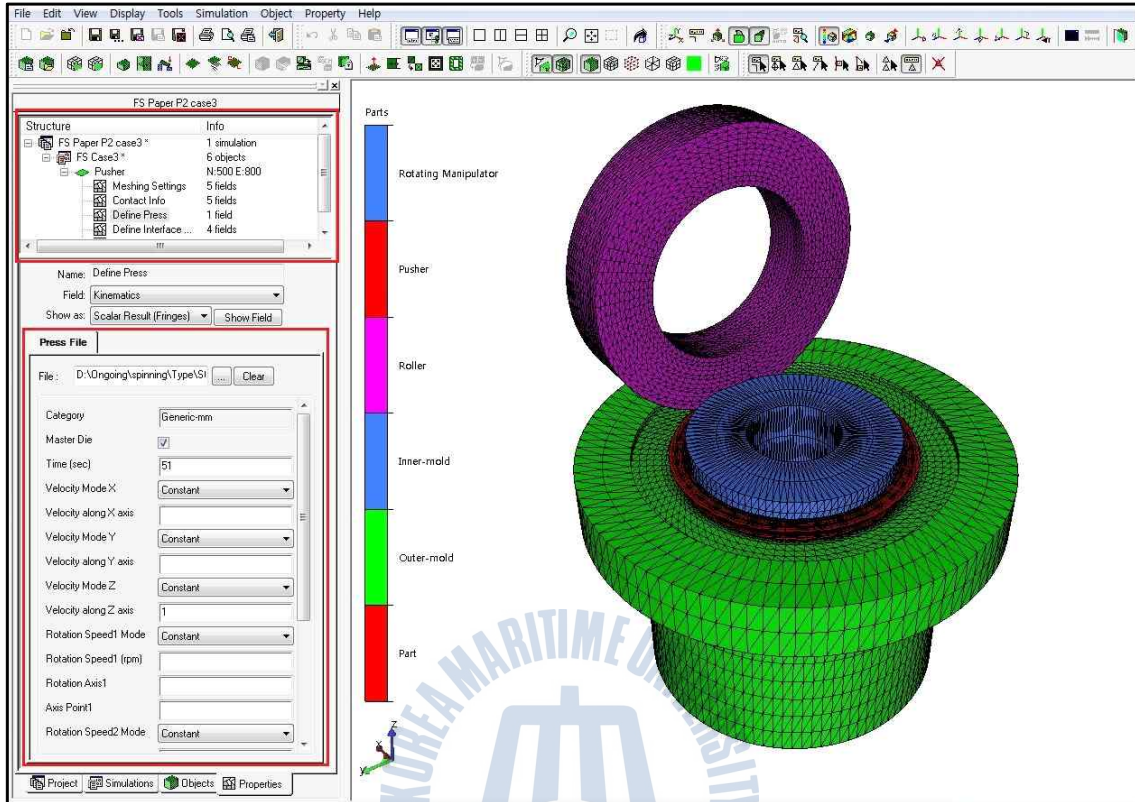 File Edit View Display Tools Simulation Object Property Help
FS Paper P2 case3
Structure Info
FS Paper P2 case3 * 1 simulation
FS Case3 * 6 objects
Pusher N:500 E:800
Meshing Settings 5 fields
Contact Info 5 fields
Define Press 1 field
Define Interface ... 4 fields
Name: Define Press
Field: Kinematics
Show as: Scalar Result (Fringes) Show Field
Press File
File : D:\Ongoing\spinning\Type\ ... Clear
Category Generic-mm
Master Die
Time (sec) 51
Velocity Mode X Constant
Velocity along X axis
Velocity Mode Y Constant
Velocity along Y axis
Velocity Mode Z Constant
Velocity along Z axis 1
Rotation Speed1 Mode Constant
Rotation Speed1 (rpm)
Rotation Axis1
Axis Point1
Rotation Speed2 Mode Constant
Project Simulations Objects Properties
Parts
Rotating Manipulator
Pusher
Roller
Inner-mold
Outer-mold
Part
Z
X
Y
KOREA MARITIME